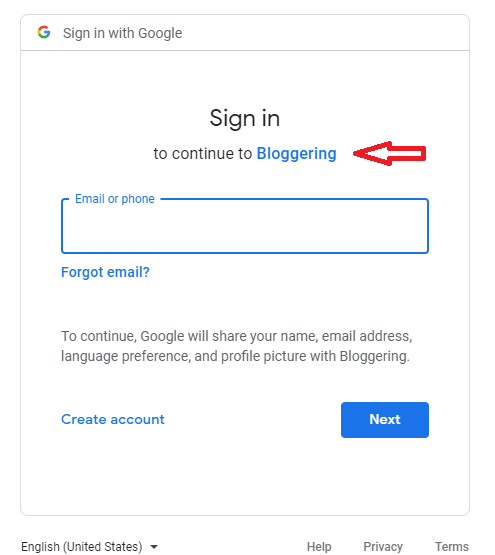 Sign in with Google
Sign in
to continue to Bloggering
Email or phone
Forgot email?
To continue, Google will share your name, email address,
language preference, and profile picture with Bloggering.
Create account
Next
English (United States)
Help
Privacy
Terms